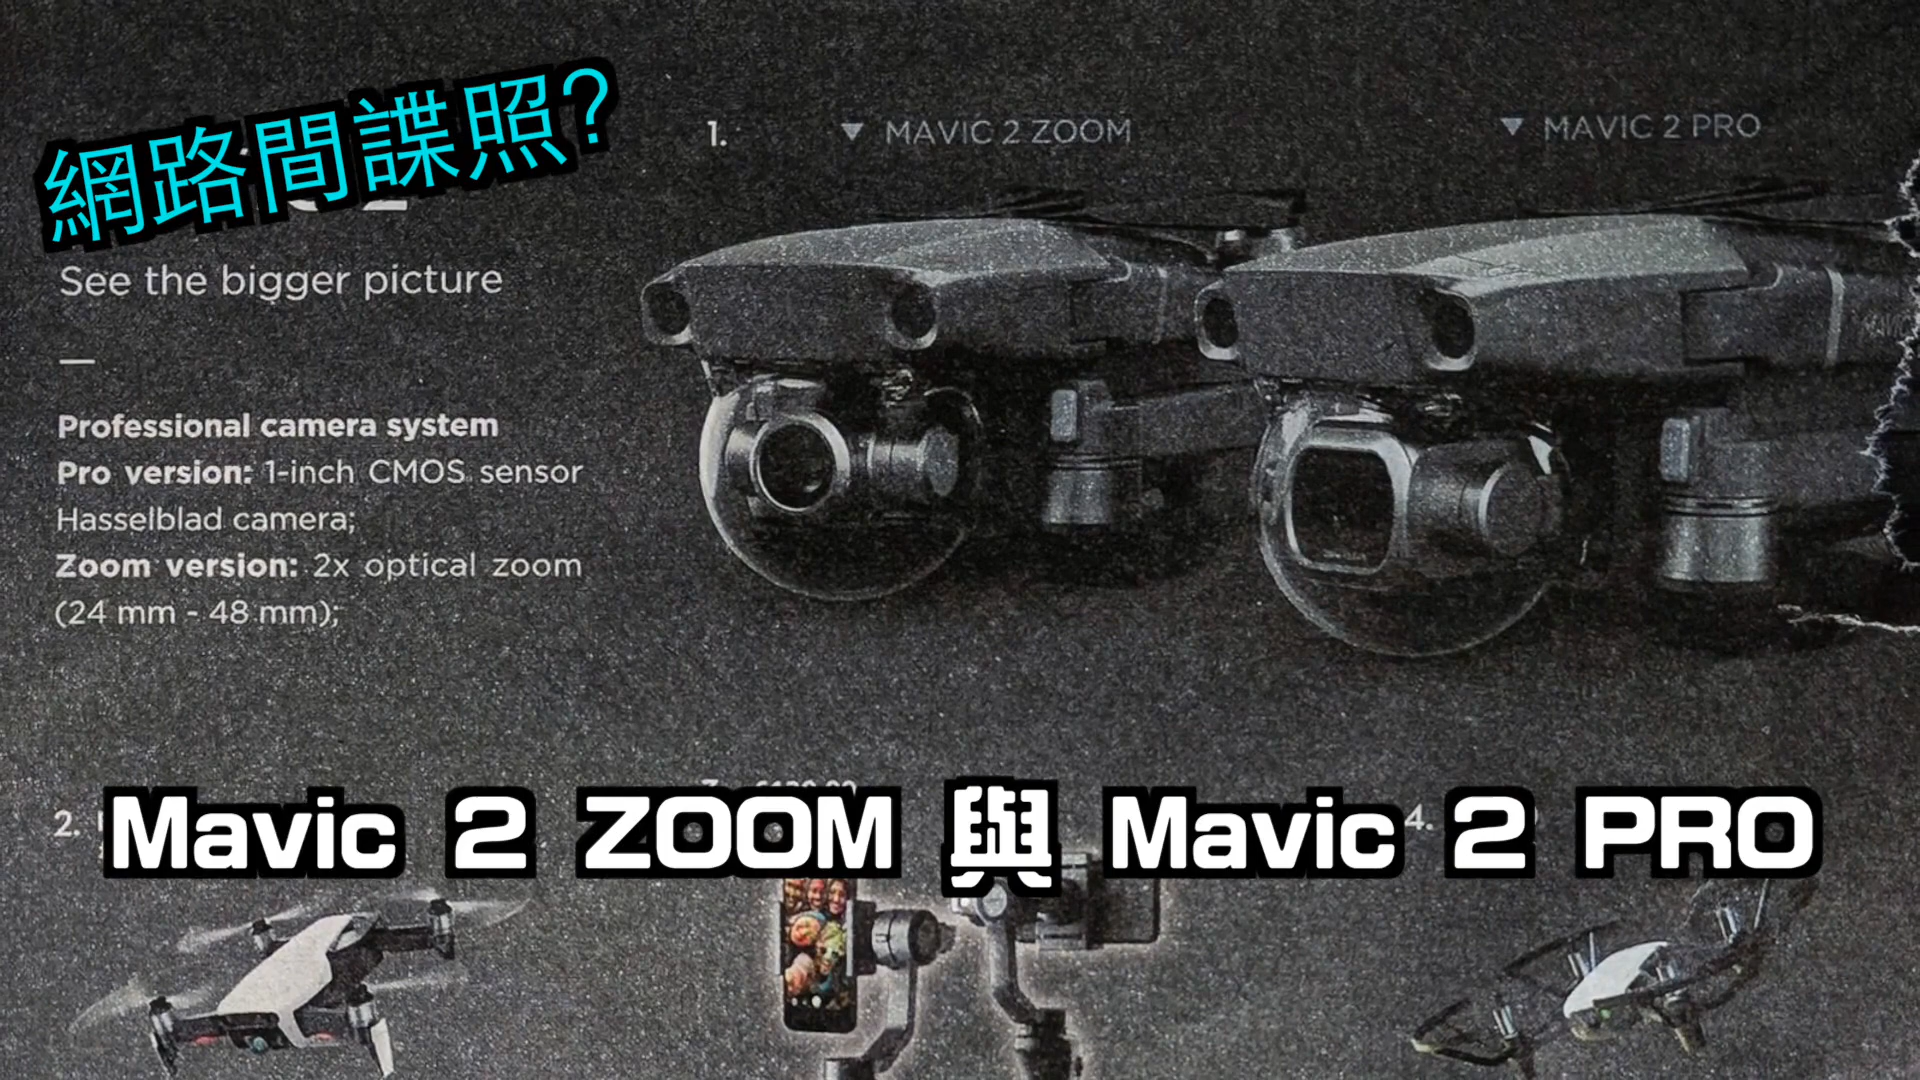 網路間諜照?
1.
MAVIC 2 ZOOM
MAVIC 2 PRO
See the bigger picture
Professional camera system
Pro version: 1-inch CMOS sensor
Hasselblad camera;
Zoom version: 2x optical zoom
(24 mm - 48 mm);
2.
4.
Mavic 2 ZOOM 與 Mavic 2 PRO